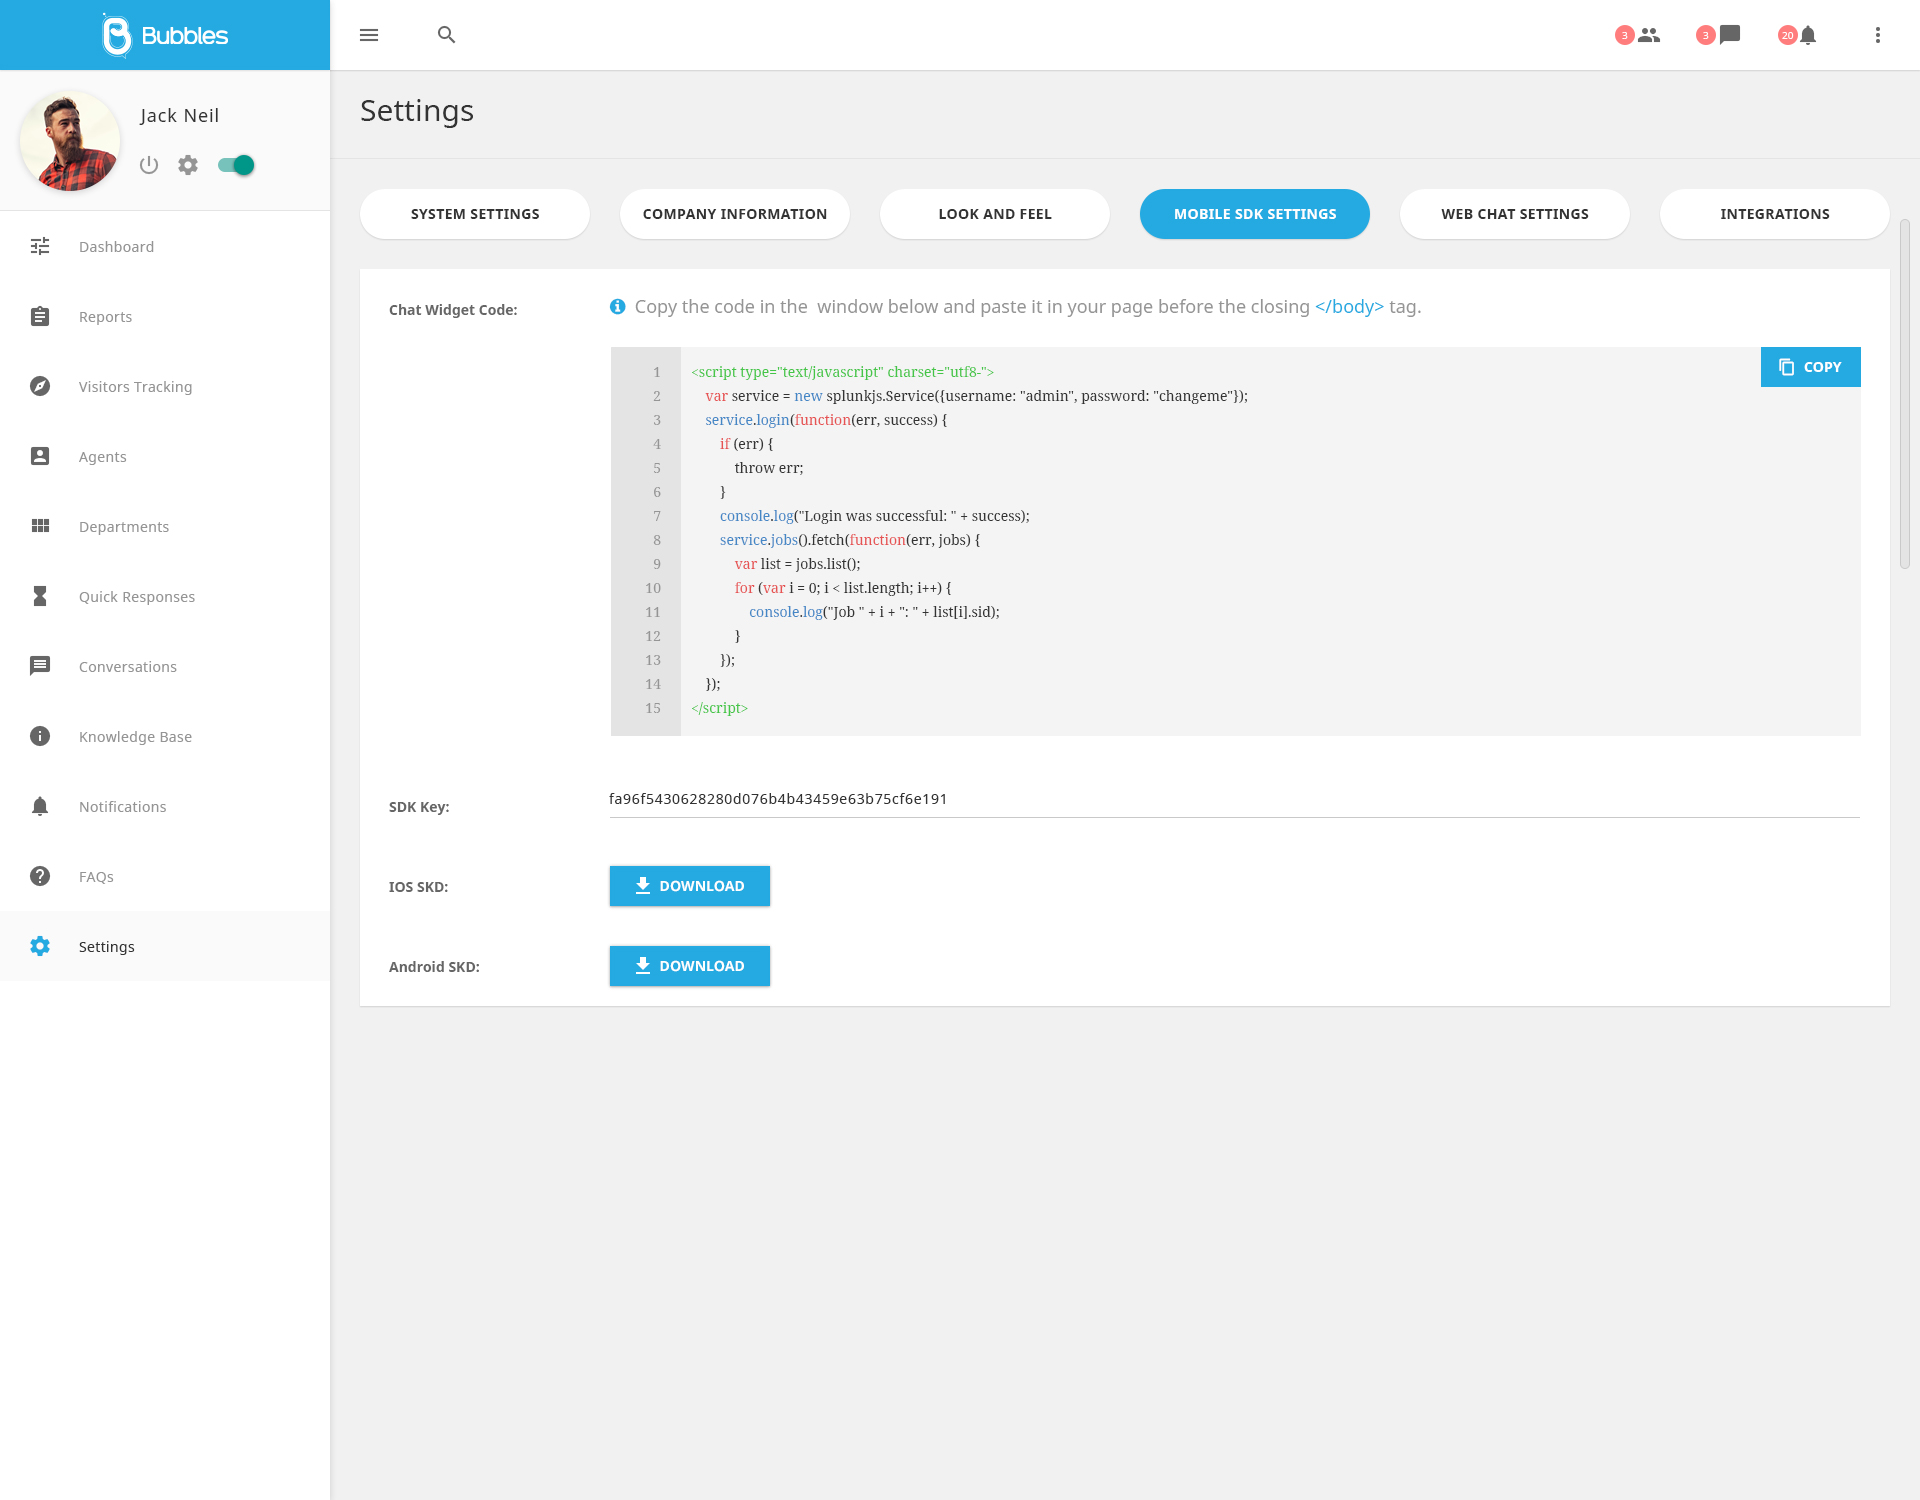 Bubbles
3
3
20
Jack Neil
Settings
Dashboard
Reports
Visitors Tracking
Agents
Departments
Quick Responses
Conversations
Knowledge Base
Notifications
FAQs
Settings
SYSTEM SETTINGS
COMPANY INFORMATION
LOOK AND FEEL
MOBILE SDK SETTINGS
WEB CHAT SETTINGS
INTEGRATIONS
Chat Widget Code:
Copy the code in the  window below and paste it in your page before the closing </body> tag.
COPY
1 <script type="text/javascript" charset="utf8-">
2     var service = new splunkjs.Service({username: "admin", password: "changeme"});
3     service.login(function(err, success) {
4         if (err) {
5             throw err;
6         }
7         console.log("Login was successful: " + success);
8         service.jobs().fetch(function(err, jobs) {
9             var list = jobs.list();
10             for (var i = 0; i < list.length; i++) {
11                 console.log("Job " + i + ": " + list[i].sid);
12             }
13         });
14     });
15 </script>
SDK Key:
fa96f5430628280d076b4b43459e63b75cf6e191
IOS SKD:
DOWNLOAD
Android SKD:
DOWNLOAD